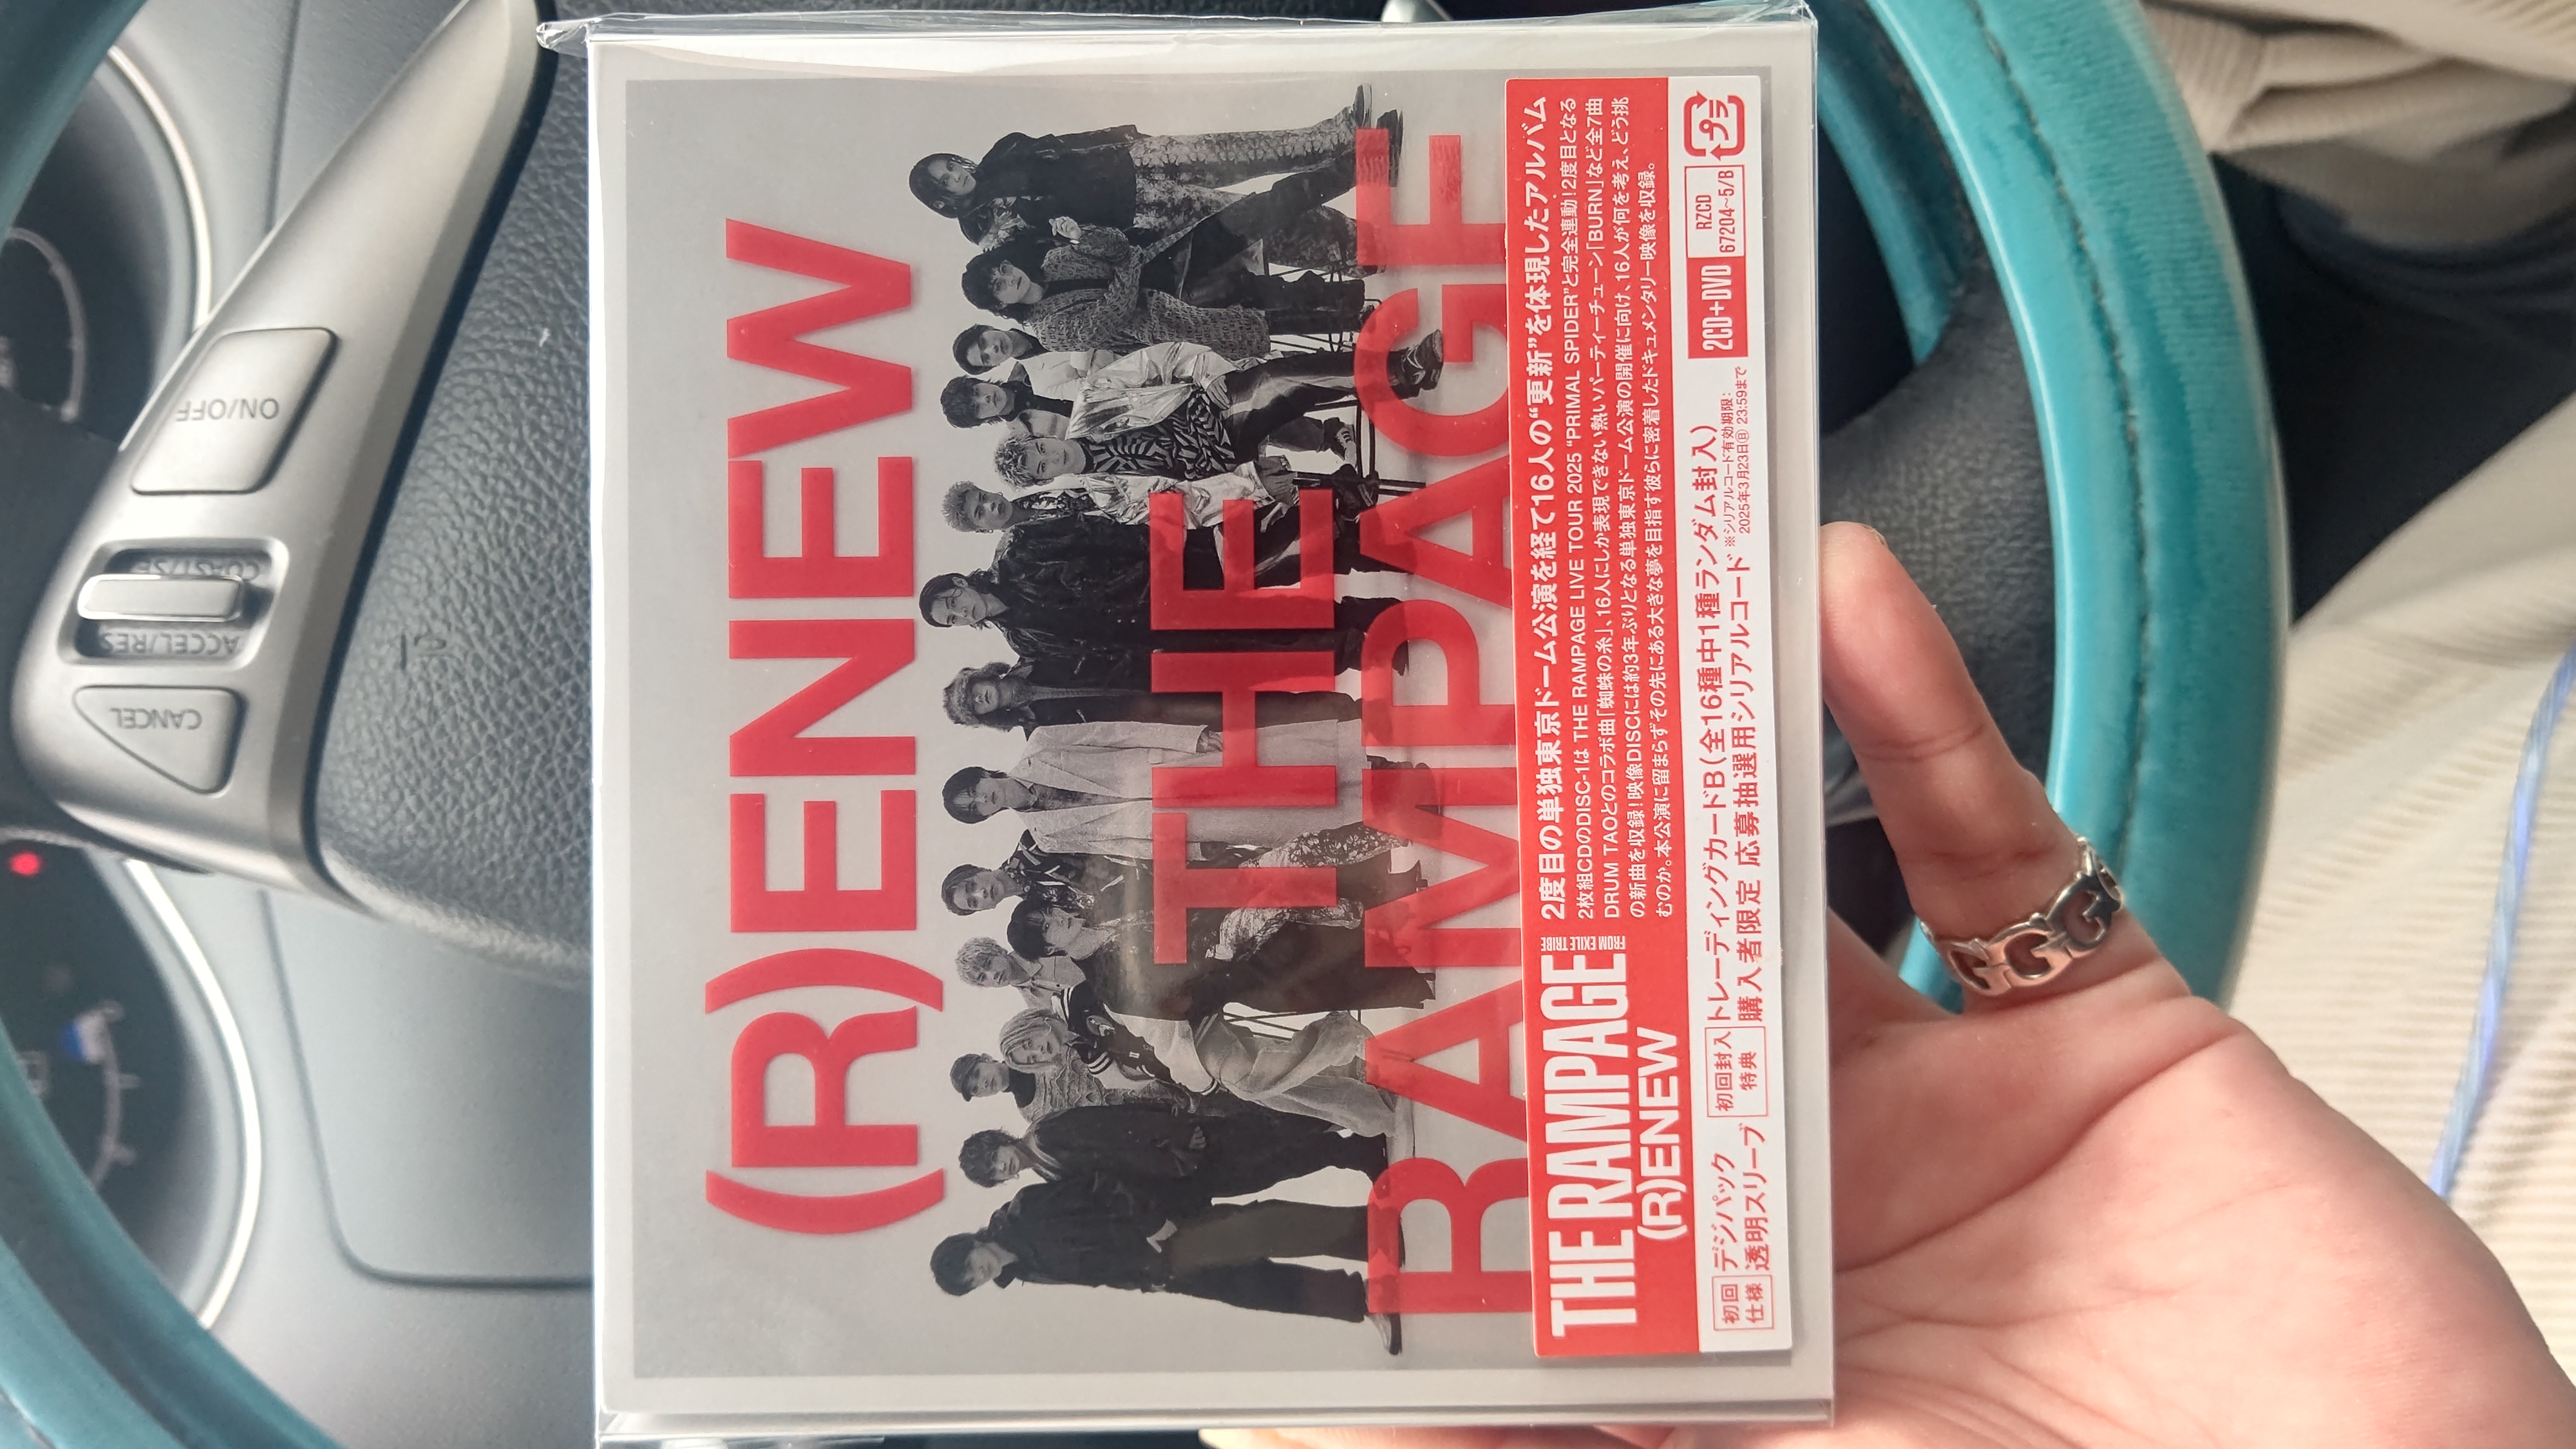 (R)ENEW
THE
RAMPAGE
THE RAMPAGE
FROM EXILE TRIBE
(R)ENEW
2度目の単独東京ドーム公演を経て16人の“更新”を体現したアルバム
2枚組CDのDISC-1は THE RAMPAGE LIVE TOUR 2025 “PRIMAL SPIDER”と完全連動!2度目となる
DRUM TAOとのコラボ曲「蜘蛛の糸」、16人にしか表現できない熱いパーティーチューン「BURN」など全7曲
の新曲を収録!映像DISCには約3年ぶりとなる単独東京ドーム公演の開催に向け、16人が何を考え、どう挑
むのか。本公演に留まらずその先にある大きな夢を目指す彼らに密着したドキュメンタリー映像を収録。
初回
仕様
デジパック
透明スリーブ
初回封入
特典
トレーディングカードB(全16種中1種ランダム封入)
購入者限定 応募抽選用シリアルコード
※シリアルコード有効期限:
2025年3月23日㊐ 23:59まで
2CD+DVD
RZCD
67204~5/B
プラ
ON/OFF
COAST/SET
ACCEL/RES
CANCEL